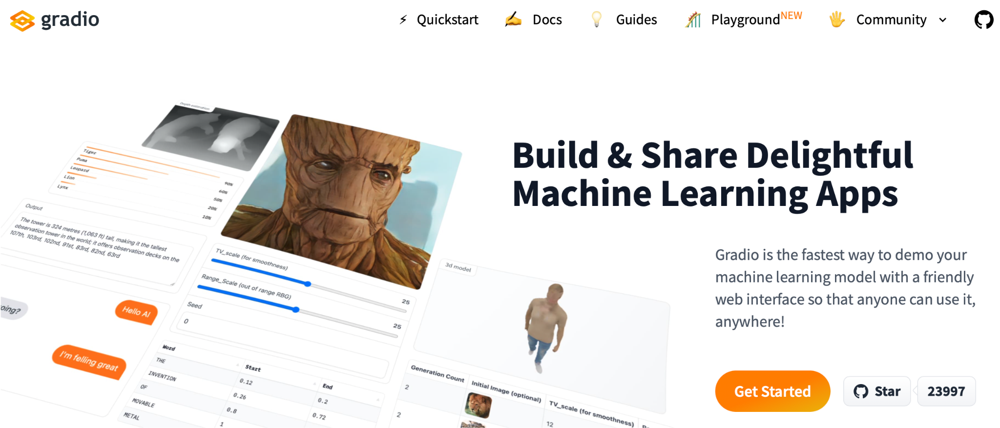 gradio
⚡ Quickstart
✍️ Docs
💡 Guides
🎢 Playground NEW
🖐 Community
Depth estimation
Tiger
Puma
Leopard
Lion
Lynx
90%
60%
50%
20%
10%
Output
The tower is 324 metres (1,063 ft) tall, making it the tallest
observation tower in the world; it offers observation decks on the
107th, 103rd, 102nd, 91st, 83rd, 82nd, 63rd
oing?
Hello AI
I'm felling great
TV_scale (for smoothness)
25
Range_Scale (out of range RBG)
25
Seed
0
Word Start End
THE 0.12 0.2
INVENTION 0.26 0.72
OF 0.8
MOVABLE 1
METAL
3d model
Generation Count Initial Image (optional) TV_scale (for smoothness)
2 12
2
Build & Share Delightful
Machine Learning Apps
Gradio is the fastest way to demo your
machine learning model with a friendly
web interface so that anyone can use it,
anywhere!
Get Started
Star
23997